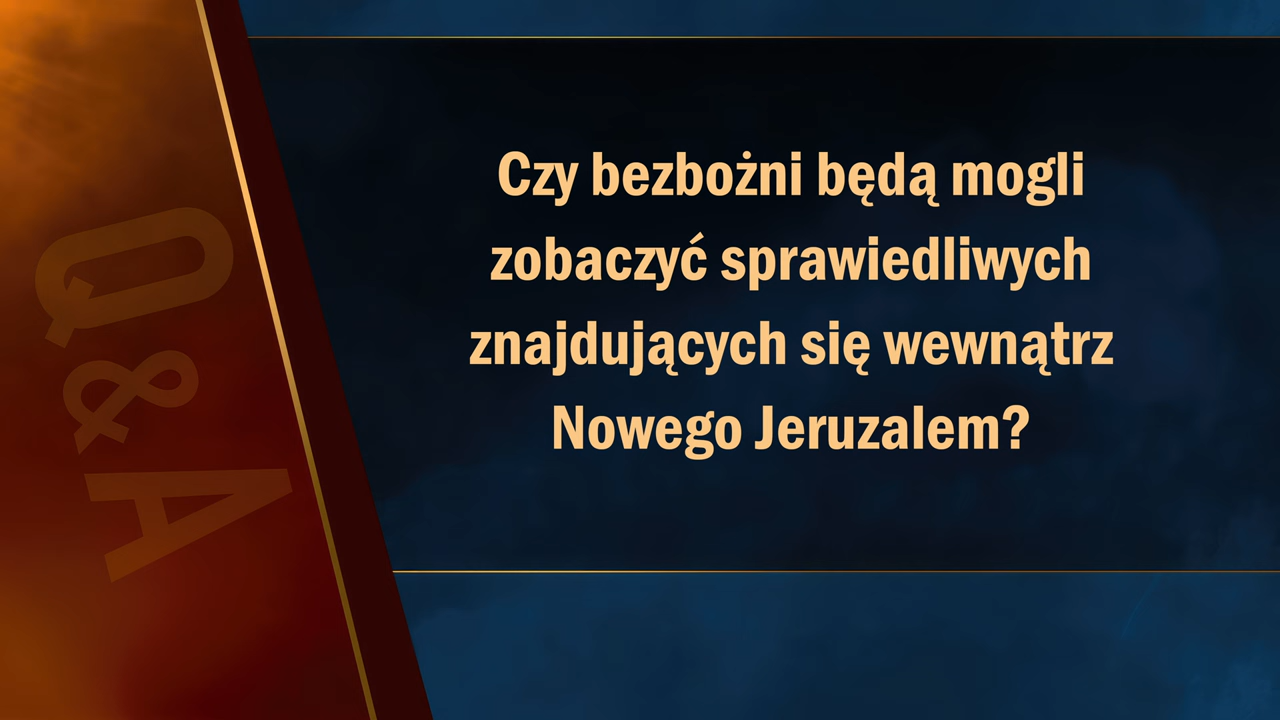 Q & A
Czy bezbożni będą mogli
zobaczyć sprawiedliwych
znajdujących się wewnątrz
Nowego Jeruzalem?